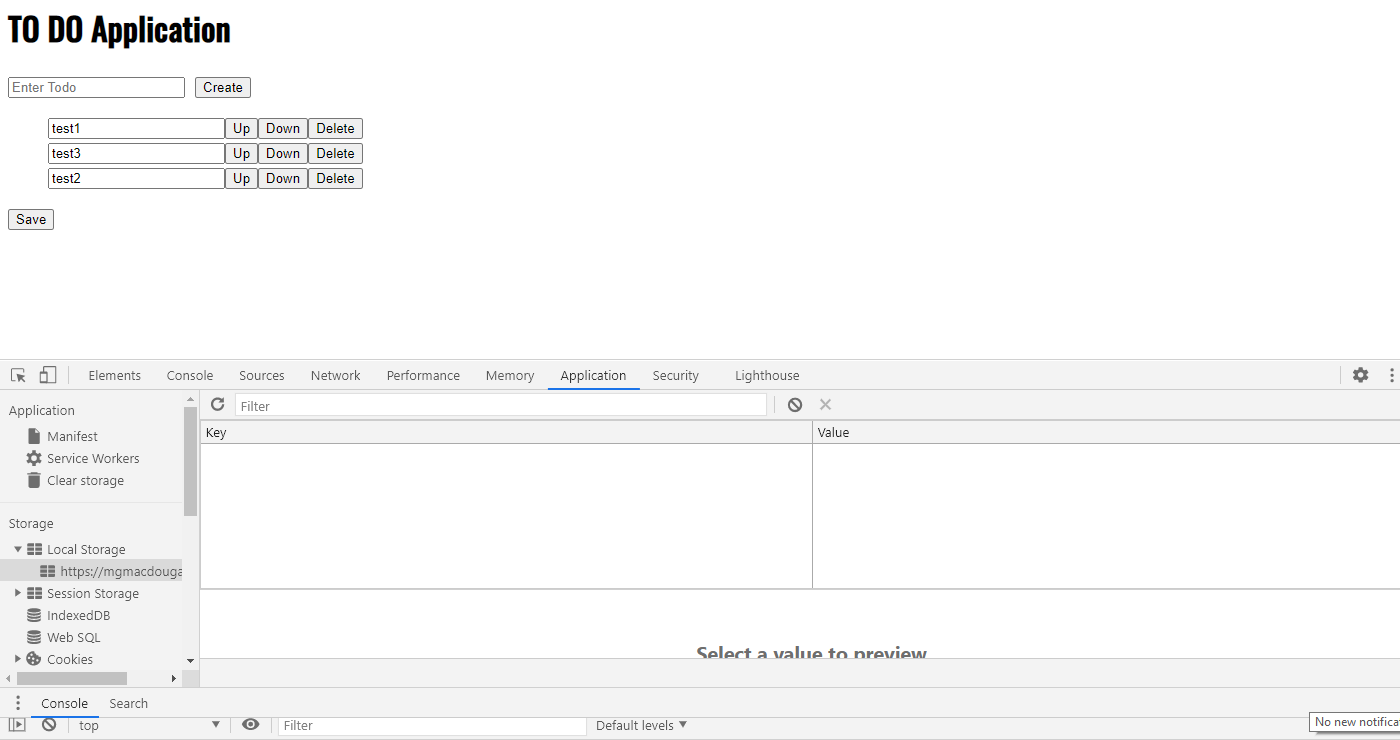 TO DO Application
Enter Todo Create
test1 Up Down Delete
test3 Up Down Delete
test2 Up Down Delete
Save
Elements Console Sources Network Performance Memory Application Security Lighthouse
Application
Filter
Manifest
Service Workers
Clear storage
Key Value
Storage
Local Storage
https://mgmacdouga
Session Storage
IndexedDB
Web SQL
Cookies
Select a value to preview
Console Search
top Filter Default levels
No new notifica